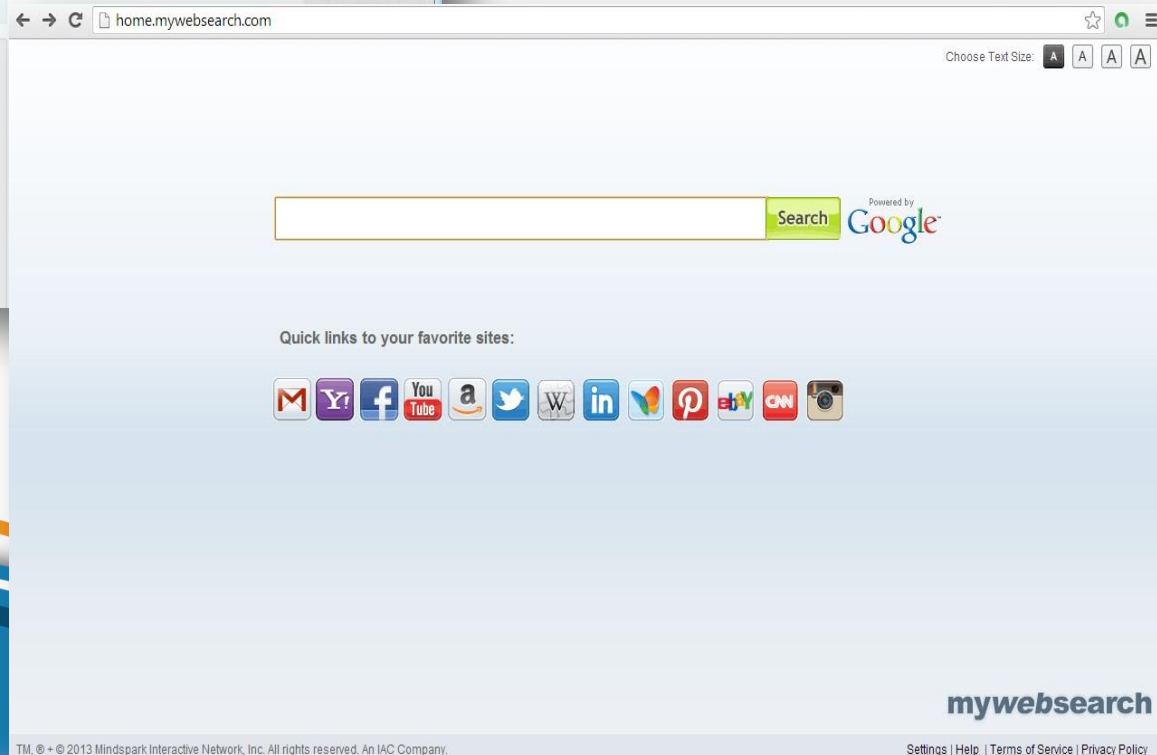 home.mywebsearch.com
Choose Text Size: A A A A
Search
Powered by
Google
Quick links to your favorite sites:
M Y! f You Tube a W in P ebY CNN
mywebsearch
TM, ® + © 2013 Mindspark Interactive Network, Inc. All rights reserved. An IAC Company.
Settings | Help | Terms of Service | Privacy Policy